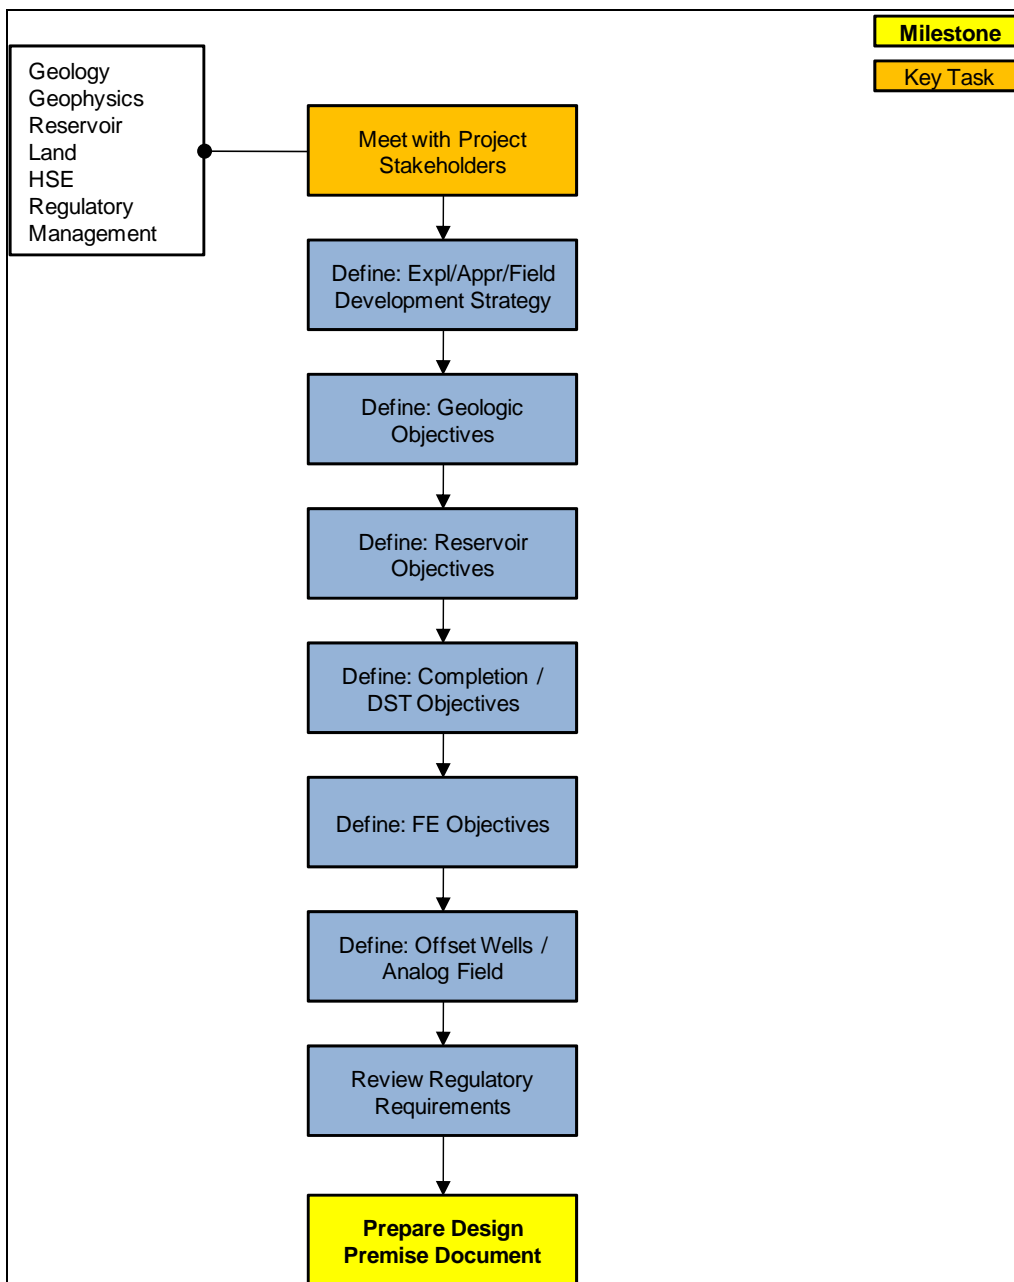 Milestone
Key Task
Geology
Geophysics
Reservoir
Land
HSE
Regulatory
Management
Meet with Project
Stakeholders
Define: Expl/Appr/Field
Development Strategy
Define: Geologic
Objectives
Define: Reservoir
Objectives
Define: Completion /
DST Objectives
Define: FE Objectives
Define: Offset Wells /
Analog Field
Review Regulatory
Requirements
Prepare Design
Premise Document